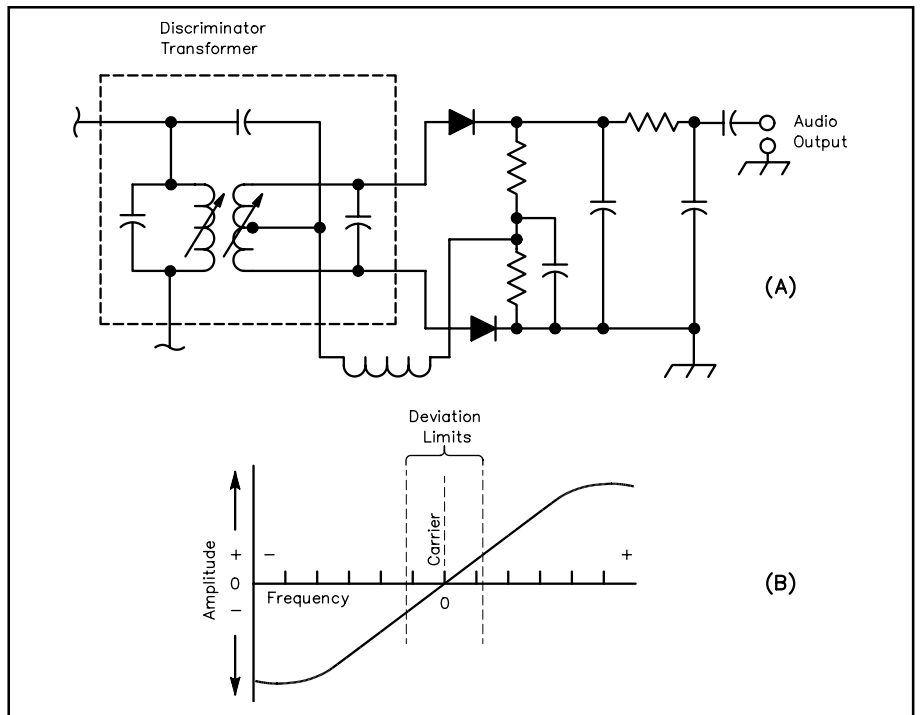 Discriminator
Transformer
Audio
Output
(A)
Deviation
Limits
Carrier
Amplitude
+
0
−
−
+
Frequency
0
(B)